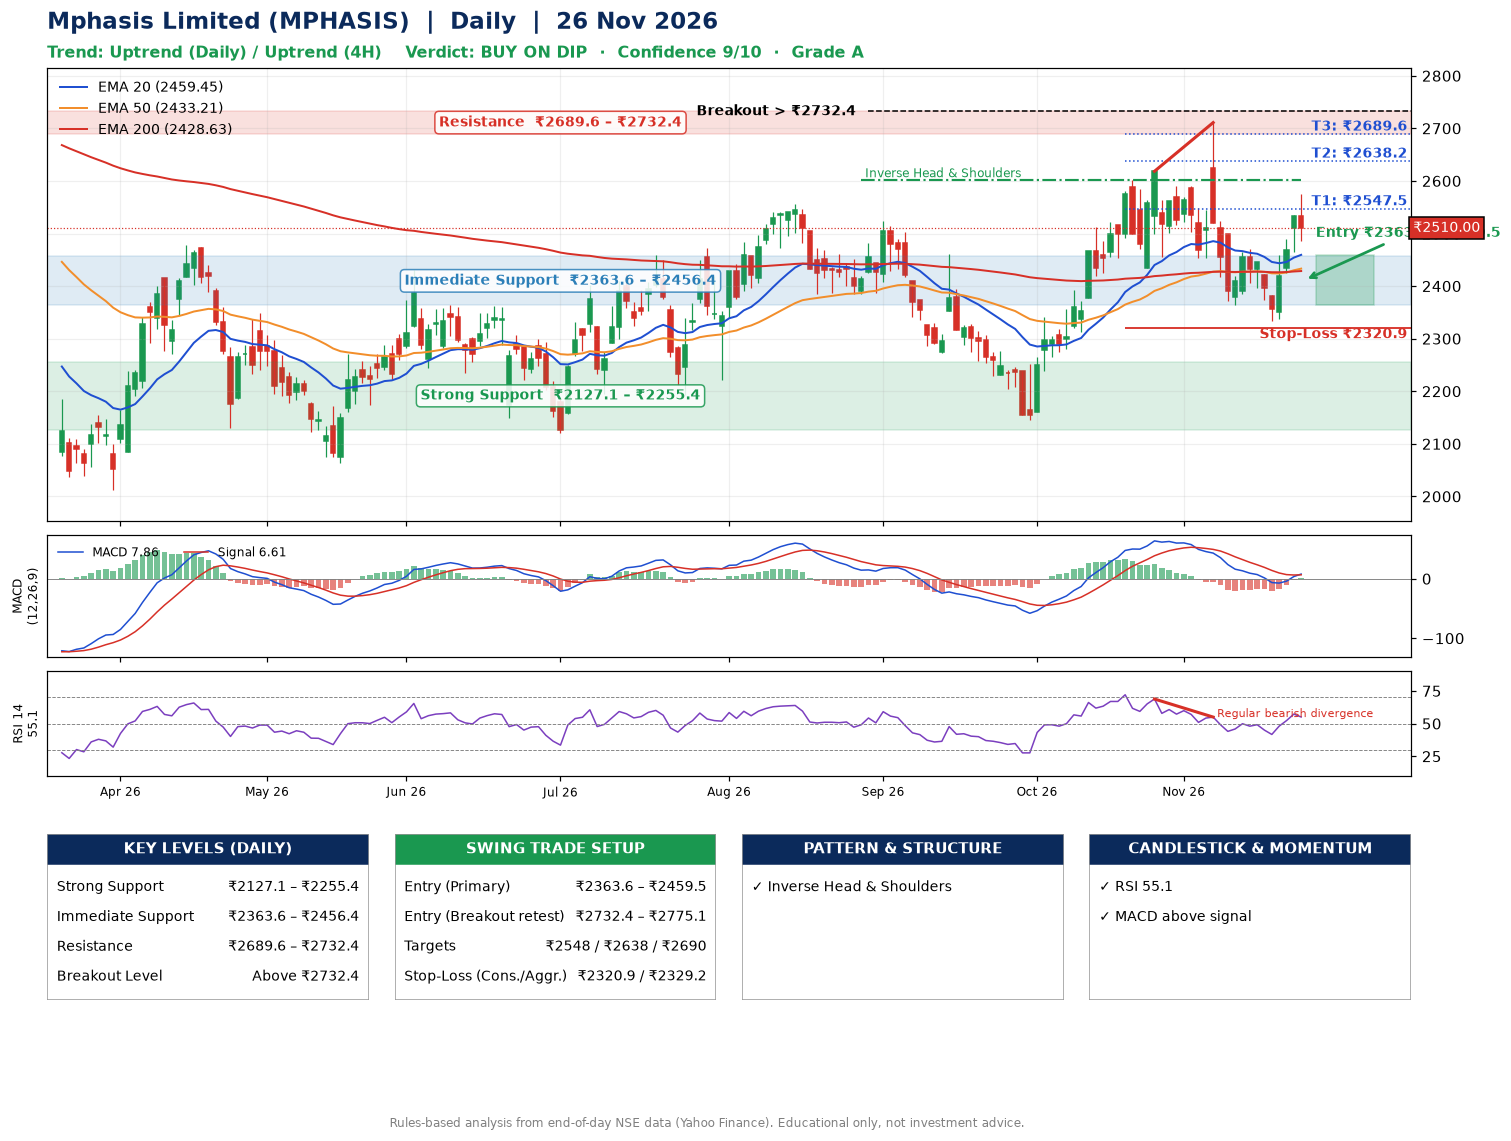 Mphasis Limited (MPHASIS) | Daily | 26 Nov 2026
Trend: Uptrend (Daily) / Uptrend (4H) Verdict: BUY ON DIP · Confidence 9/10 · Grade A
EMA 20 (2459.45)
EMA 50 (2433.21)
EMA 200 (2428.63)
Resistance ₹2689.6 – ₹2732.4
Breakout > ₹2732.4
Inverse Head & Shoulders
T3: ₹2689.6
T2: ₹2638.2
T1: ₹2547.5
₹2510.00
Entry ₹2363
.5
Immediate Support ₹2363.6 – ₹2456.4
Stop-Loss ₹2320.9
Strong Support ₹2127.1 – ₹2255.4
2800
2700
2600
2400
2300
2200
2100
2000
MACD 7.86
Signal 6.61
MACD
(12,26,9)
0
−100
RSI 14
55.1
Regular bearish divergence
75
50
25
Apr 26
May 26
Jun 26
Jul 26
Aug 26
Sep 26
Oct 26
Nov 26
KEY LEVELS (DAILY)
Strong Support ₹2127.1 – ₹2255.4
Immediate Support ₹2363.6 – ₹2456.4
Resistance ₹2689.6 – ₹2732.4
Breakout Level Above ₹2732.4
SWING TRADE SETUP
Entry (Primary) ₹2363.6 – ₹2459.5
Entry (Breakout retest) ₹2732.4 – ₹2775.1
Targets ₹2548 / ₹2638 / ₹2690
Stop-Loss (Cons./Aggr.) ₹2320.9 / ₹2329.2
PATTERN & STRUCTURE
✓ Inverse Head & Shoulders
CANDLESTICK & MOMENTUM
✓ RSI 55.1
✓ MACD above signal
Rules-based analysis from end-of-day NSE data (Yahoo Finance). Educational only, not investment advice.